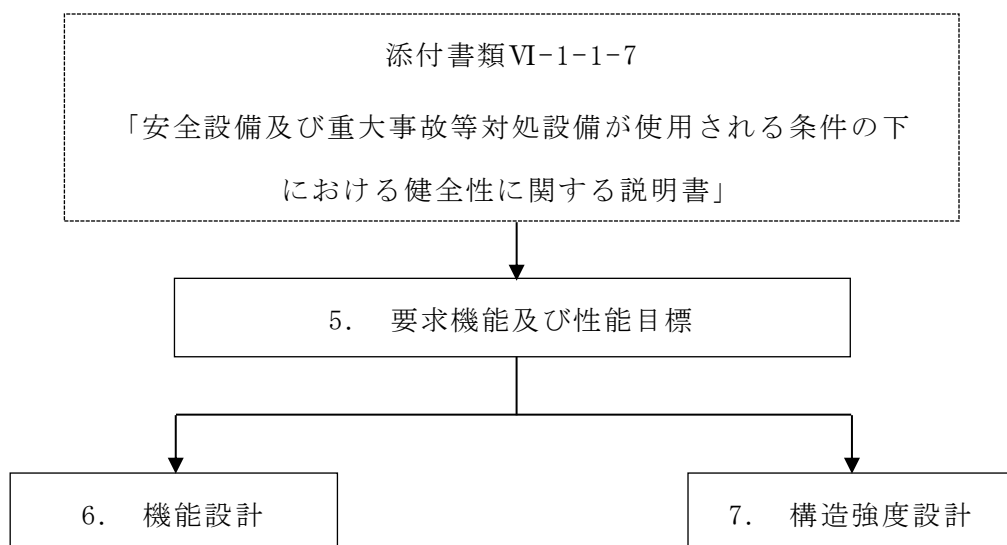 添付書類Ⅵ-1-1-7
「安全設備及び重大事故等対処設備が使用される条件の下
における健全性に関する説明書」
5. 要求機能及び性能目標
6. 機能設計
7. 構造強度設計